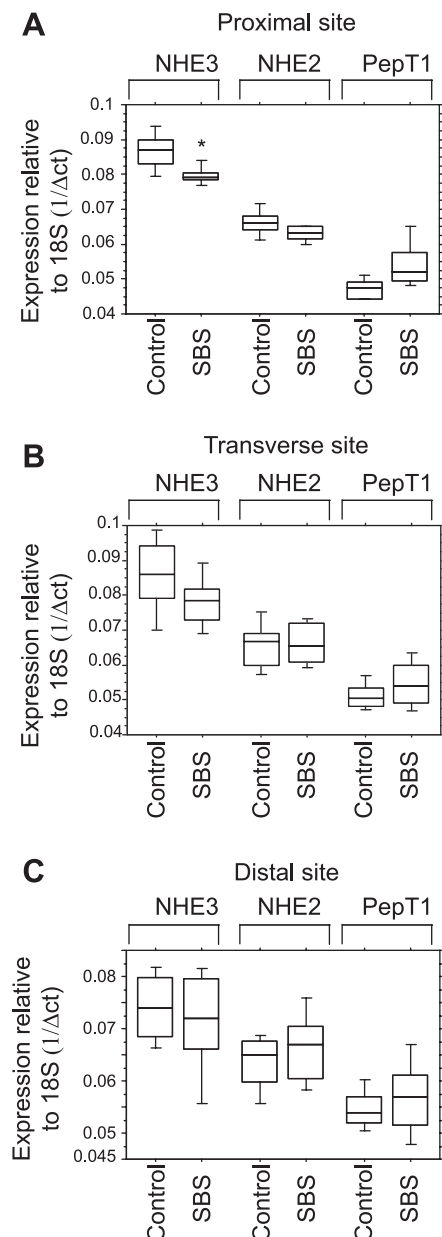 A
Proximal site
NHE3 NHE2 PepT1
Expression relative
to 18S (1/Δct)
0.1
0.09
0.08
0.07
0.06
0.05
0.04
*
Control SBS Control SBS Control SBS
B
Transverse site
NHE3 NHE2 PepT1
Expression relative
to 18S (1/Δct)
0.1
0.09
0.08
0.07
0.06
0.05
0.04
Control SBS Control SBS Control SBS
C
Distal site
NHE3 NHE2 PepT1
Expression relative
to 18S (1/Δct)
0.08
0.07
0.06
0.05
0.045
Control SBS Control SBS Control SBS